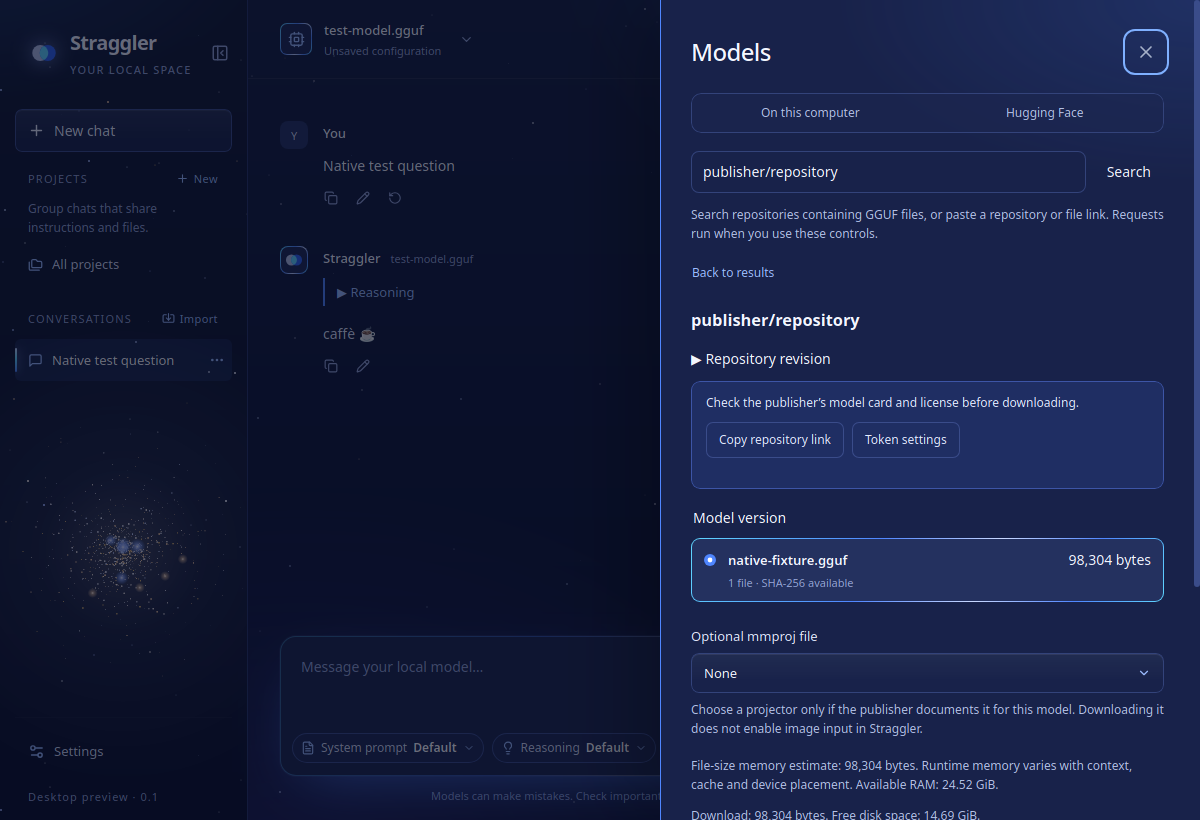 Straggler
YOUR LOCAL SPACE
New chat
PROJECTS
New
Group chats that share
instructions and files.
All projects
CONVERSATIONS
Import
Native test question
Settings
Desktop preview · 0.1
test-model.gguf
Unsaved configuration
Y
You
Native test question
Straggler test-model.gguf
▶ Reasoning
caffè ☕
Message your local model...
System prompt Default
Reasoning Default
Models can make mistakes. Check important
Models
On this computer
Hugging Face
publisher/repository
Search
Search repositories containing GGUF files, or paste a repository or file link. Requests
run when you use these controls.
Back to results
publisher/repository
▶ Repository revision
Check the publisher’s model card and license before downloading.
Copy repository link
Token settings
Model version
native-fixture.gguf
98,304 bytes
1 file · SHA-256 available
Optional mmproj file
None
Choose a projector only if the publisher documents it for this model. Downloading it
does not enable image input in Straggler.
File-size memory estimate: 98,304 bytes. Runtime memory varies with context,
cache and device placement. Available RAM: 24.52 GiB.
Download: 98,304 bytes. Free disk space: 14.69 GiB.